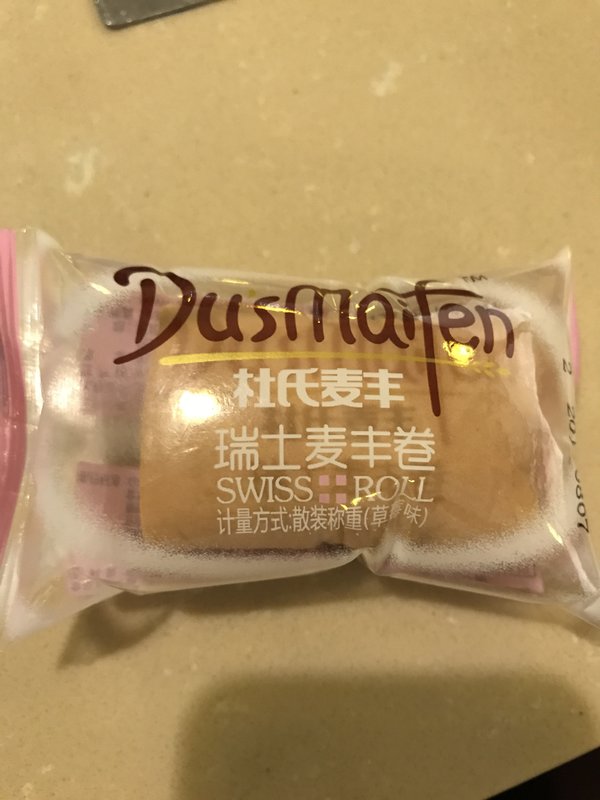 Dusmaifen TM
杜氏麦丰
瑞士麦丰卷
SWISS ROLL
计量方式:散装称重(草莓味)